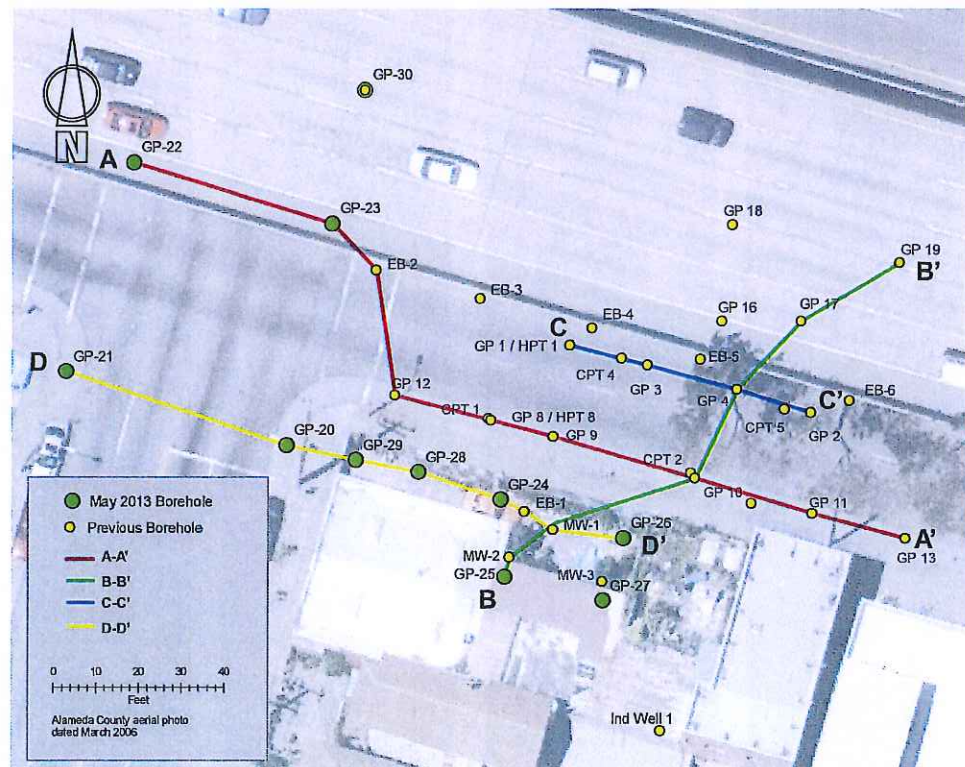 GP-30
N
A
GP-22
GP-23
EB-2
GP 18
GP 19
B'
EB-3
EB-4
GP 16
GP 17
C
GP 1 / HPT 1
CPT 4
GP 3
EB-5
GP 4
CPT 5
C'
GP 2
EB-6
D
GP-21
GP 12
CPT 1
GP 8 / HPT 8
GP 9
GP-20
GP-29
GP-28
CPT 2
GP 10
GP 11
A'
GP 13
GP-24
EB-1
MW-1
GP-26
D'
MW-2
GP-25
B
MW-3
GP-27
Ind Well 1
May 2013 Borehole
Previous Borehole
A-A'
B-B'
C-C'
D-D'
0 10 20 30 40
Feet
Alameda County aerial photo
dated March 2006